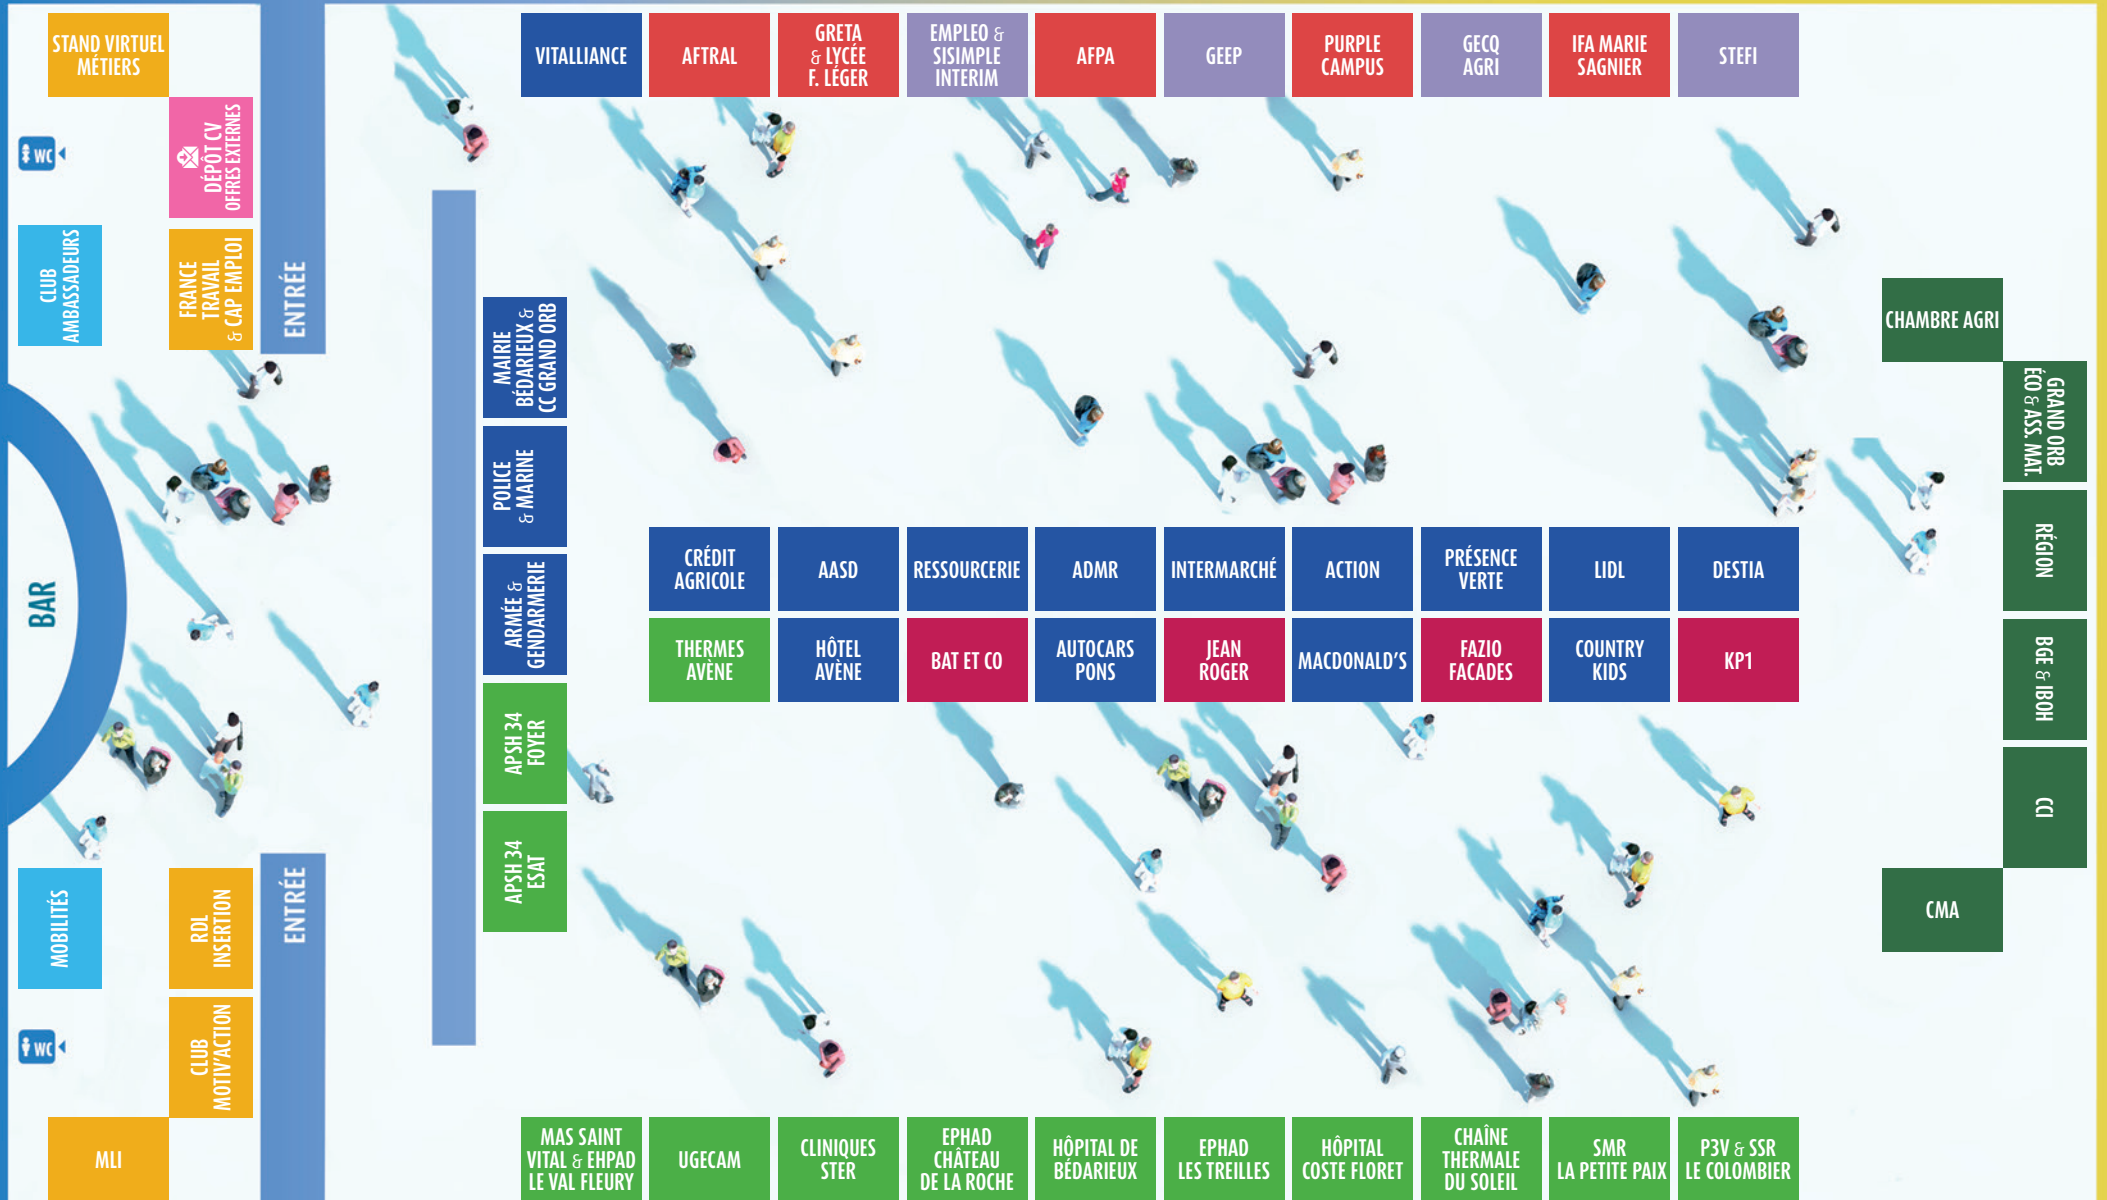 STAND VIRTUEL
MÉTIERS
VITALLIANCE
AFTRAL
GRETA
& LYCÉE
F. LÉGER
EMPLEO &
SISIMPLE
INTERIM
AFPA
GEEP
PURPLE
CAMPUS
GECQ
AGRI
IFA MARIE
SAGNIER
STEFI
WC
DÉPÔT CV
OFFRES EXTERNES
CLUB
AMBASSADEURS
FRANCE
TRAVAIL
& CAP EMPLOI
ENTRÉE
MAIRIE
BÉDARIEUX &
CC GRAND ORB
POLICE
& MARINE
ARMÉE &
GENDARMERIE
APSH 34
FOYER
APSH 34
ESAT
CHAMBRE AGRI
GRAND ORB
ÉCO & ASS. MAT.
RÉGION
BGE & IBOH
CCI
CMA
CRÉDIT
AGRICOLE
AASD
RESSOURCERIE
ADMR
INTERMARCHÉ
ACTION
PRÉSENCE
VERTE
LIDL
DESTIA
THERMES
AVÈNE
HÔTEL
AVÈNE
BAT ET CO
AUTOCARS
PONS
JEAN
ROGER
MACDONALD'S
FAZIO
FACADES
COUNTRY
KIDS
KP1
BAR
MOBILITÉS
RDL
INSERTION
ENTRÉE
WC
CLUB
MOTIV'ACTION
MLI
MAS SAINT
VITAL & EHPAD
LE VAL FLEURY
UGECAM
CLINIQUES
STER
EPHAD
CHÂTEAU
DE LA ROCHE
HÔPITAL DE
BÉDARIEUX
EPHAD
LES TREILLES
HÔPITAL
COSTE FLORET
CHAÎNE
THERMALE
DU SOLEIL
SMR
LA PETITE PAIX
P3V & SSR
LE COLOMBIER